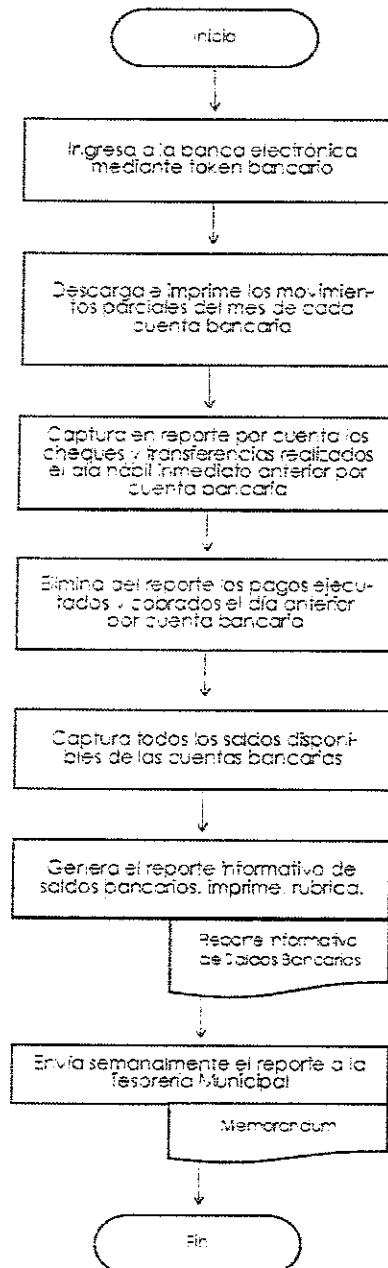 Inicio
Ingresa a la banca electrónica
mediante token bancario
Descarga e imprime los movimien-
tos parciales del mes de cada
cuenta bancaria
Captura en reporte por cuenta los
cheques y transferencias realizados
el día hábil inmediato anterior por
cuenta bancaria
Elimina del reporte los pagos ejecu-
tados y cobrados el día anterior
por cuenta bancaria
Captura todos los saldos disponi-
bles de las cuentas bancarias
Genera el reporte informativo de
saldos bancarios, imprime, rubrica.
Reporte Informativo
de Saldos Bancarios
Envía semanalmente el reporte a la
Tesorería Municipal
Memorandum
Fin